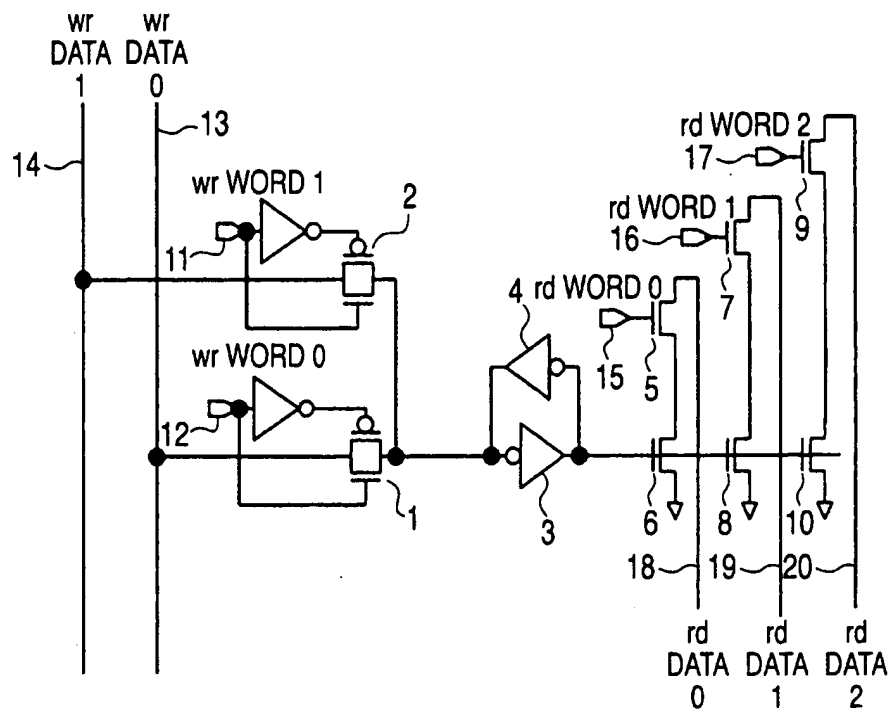 wr wr
DATA DATA
1 0
13
14
rd WORD 2
17
9
wr WORD 1
2
11
rd WORD 1
16
7
4
rd WORD 0
15
5
wr WORD 0
12
1
3
6
8
10
18
19
20
rd rd rd
DATA DATA DATA
0 1 2